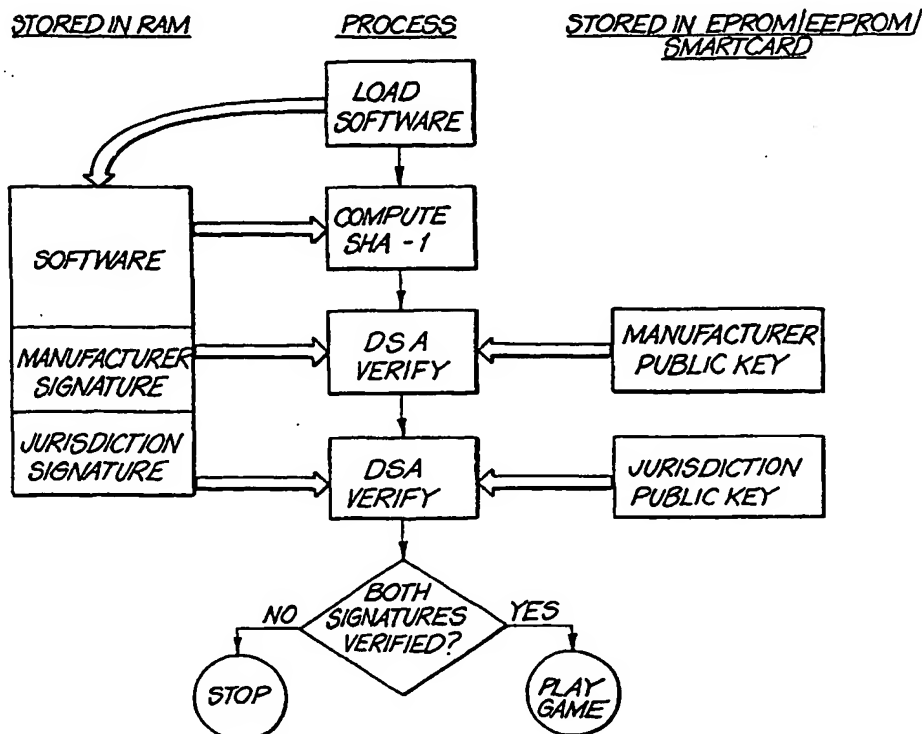 STORED IN RAM
PROCESS
STORED IN EPROM/EEPROM/
SMARTCARD
LOAD
SOFTWARE
COMPUTE
SHA - 1
SOFTWARE
MANUFACTURER
SIGNATURE
DSA
VERIFY
MANUFACTURER
PUBLIC KEY
JURISDICTION
SIGNATURE
DSA
VERIFY
JURISDICTION
PUBLIC KEY
BOTH
SIGNATURES
VERIFIED?
NO
YES
STOP
PLAY
GAME